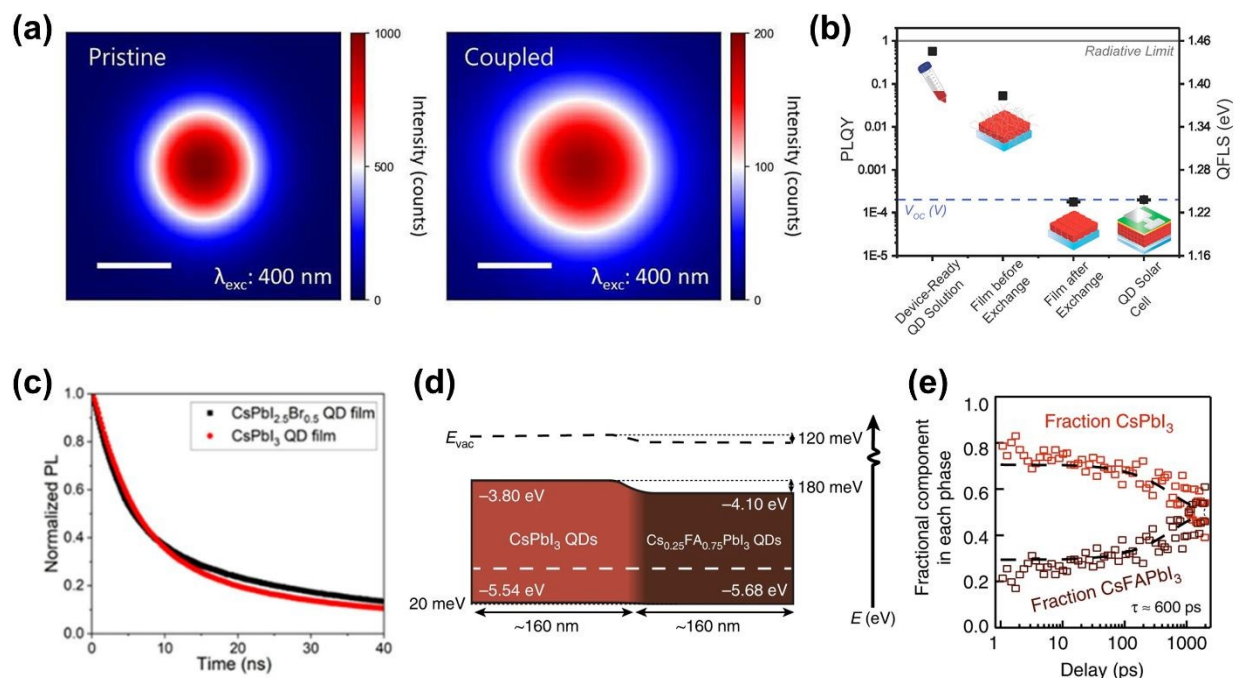 (a)
Pristine
λexc: 400 nm
1000
500
0
Intensity (counts)
Coupled
λexc: 400 nm
200
100
0
Intensity (counts)
(b)
PLQY
1
0.1
0.01
0.001
1E-4
1E-5
Radiative Limit
VOC (V)
1.46
1.40
1.34
1.28
1.22
1.16
QFLS (eV)
Device-Ready
QD Solution
Film before
Exchange
Film after
Exchange
QD Solar
Cell
(c)
Normalized PL
1.0
0.8
0.6
0.4
0.2
0.0
CsPbI2.5Br0.5 QD film
CsPbI3 QD film
0 10 20 30 40
Time (ns)
(d)
Evac
120 meV
180 meV
−3.80 eV
−4.10 eV
CsPbI3 QDs
Cs0.25FA0.75PbI3 QDs
−5.54 eV
−5.68 eV
20 meV
~160 nm
~160 nm
E (eV)
(e)
Fractional component
in each phase
1.0
0.8
0.6
0.4
0.2
0.0
Fraction CsPbI3
Fraction CsFAPbI3
τ ≈ 600 ps
1 10 100 1000
Delay (ps)